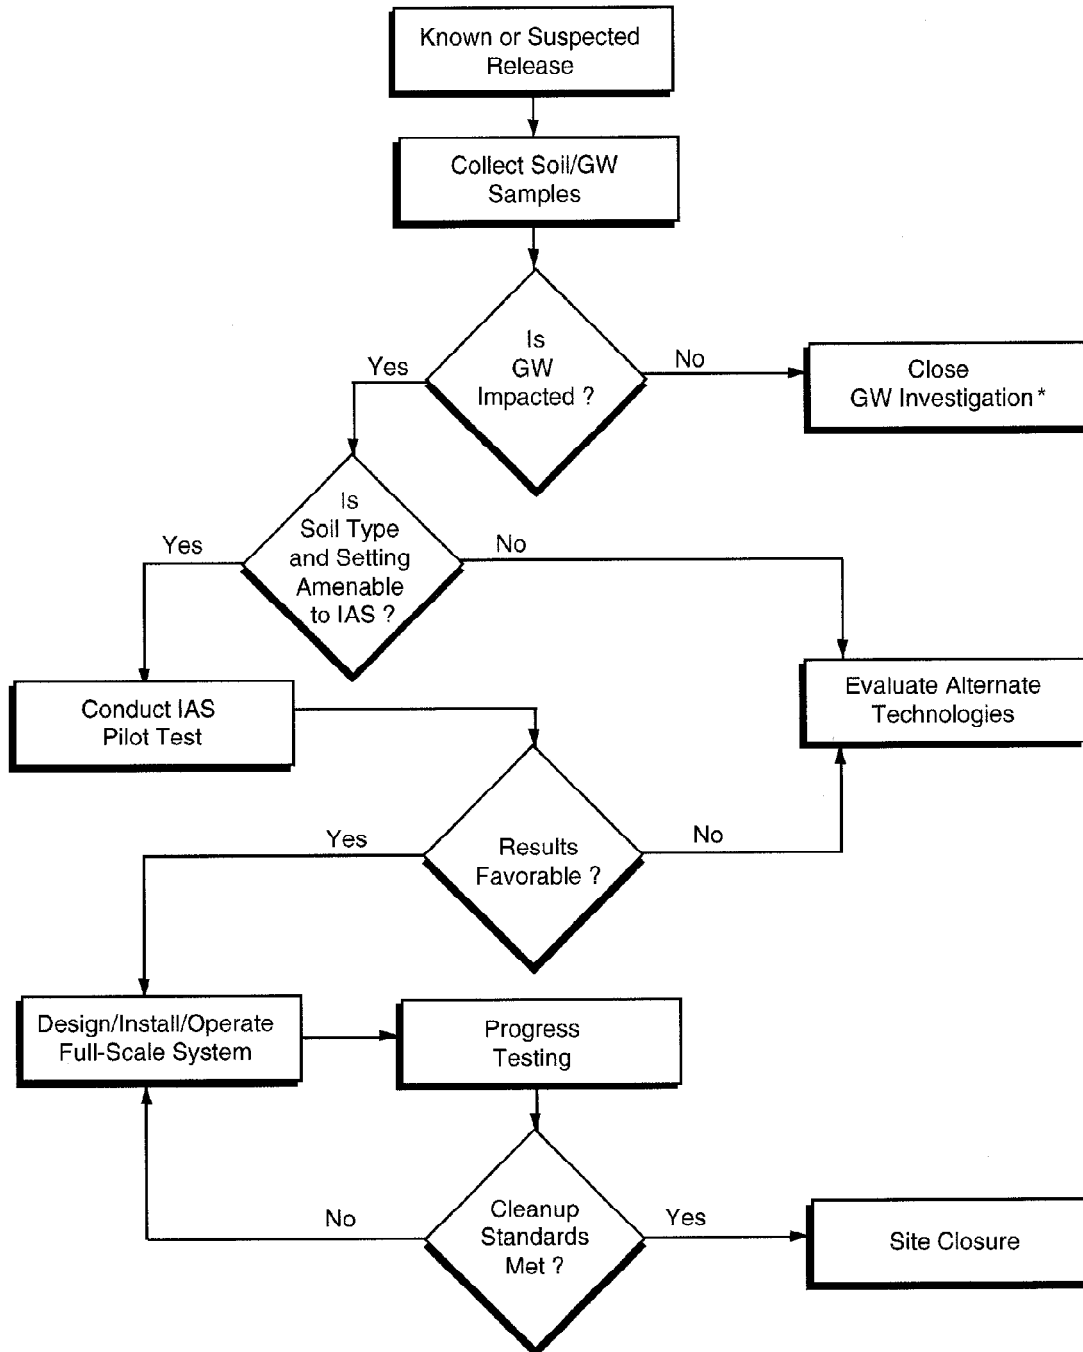 Known or Suspected
Release
Collect Soil/GW
Samples
Is
GW
Impacted ?
Yes
No
Close
GW Investigation*
Is
Soil Type
and Setting
Amenable
to IAS ?
Yes
No
Conduct IAS
Pilot Test
Evaluate Alternate
Technologies
Results
Favorable ?
Yes
No
Design/Install/Operate
Full-Scale System
Progress
Testing
Cleanup
Standards
Met ?
No
Yes
Site Closure